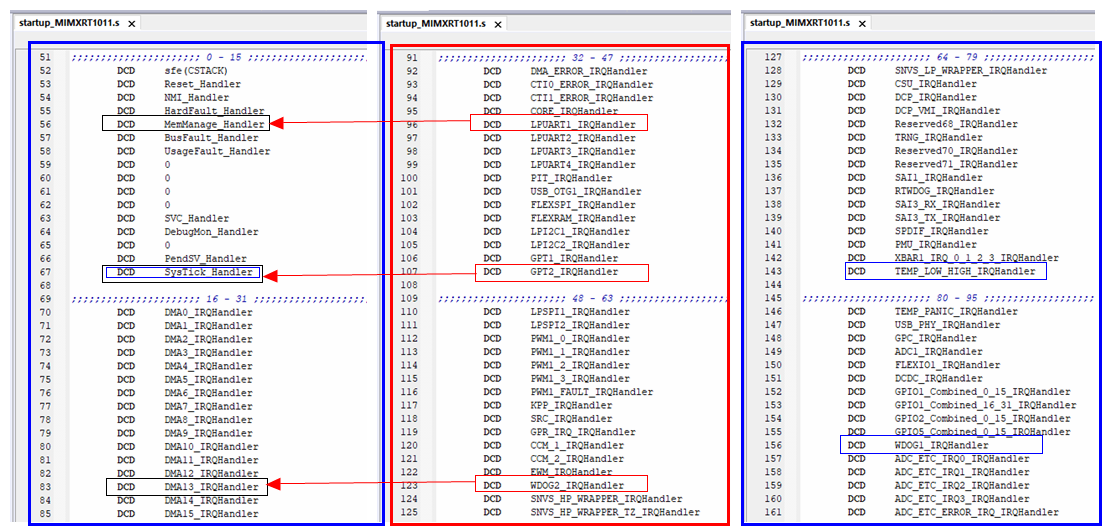 startup_MIMXRT1011.s ×
51 ;;;;;;;;;;;;;;;;;;;;;; 0 - 15 ;;;;;;;;;;;;;;;;;;;;;;
52 DCD sfe(CSTACK)
53 DCD Reset_Handler
54 DCD NMI_Handler
55 DCD HardFault_Handler
56 DCD MemManage_Handler
57 DCD BusFault_Handler
58 DCD UsageFault_Handler
59 DCD 0
60 DCD 0
61 DCD 0
62 DCD 0
63 DCD SVC_Handler
64 DCD DebugMon_Handler
65 DCD 0
66 DCD PendSV_Handler
67 DCD SysTick_Handler
68
69 ;;;;;;;;;;;;;;;;;;;;;; 16 - 31 ;;;;;;;;;;;;;;;;;;;;;;
70 DCD DMA0_IRQHandler
71 DCD DMA1_IRQHandler
72 DCD DMA2_IRQHandler
73 DCD DMA3_IRQHandler
74 DCD DMA4_IRQHandler
75 DCD DMA5_IRQHandler
76 DCD DMA6_IRQHandler
77 DCD DMA7_IRQHandler
78 DCD DMA8_IRQHandler
79 DCD DMA9_IRQHandler
80 DCD DMA10_IRQHandler
81 DCD DMA11_IRQHandler
82 DCD DMA12_IRQHandler
83 DCD DMA13_IRQHandler
84 DCD DMA14_IRQHandler
85 DCD DMA15_IRQHandler
startup_MIMXRT1011.s ×
91 ;;;;;;;;;;;;;;;;;;;;;; 32 - 47 ;;;;;;;;;;;;;;;;;;;;;;
92 DCD DMA_ERROR_IRQHandler
93 DCD CTI0_ERROR_IRQHandler
94 DCD CTI1_ERROR_IRQHandler
95 DCD CORE_IRQHandler
96 DCD LPUART1_IRQHandler
97 DCD LPUART2_IRQHandler
98 DCD LPUART3_IRQHandler
99 DCD LPUART4_IRQHandler
100 DCD PIT_IRQHandler
101 DCD USB_OTG1_IRQHandler
102 DCD FLEXSPI_IRQHandler
103 DCD FLEXRAM_IRQHandler
104 DCD LPI2C1_IRQHandler
105 DCD LPI2C2_IRQHandler
106 DCD GPT1_IRQHandler
107 DCD GPT2_IRQHandler
108
109 ;;;;;;;;;;;;;;;;;;;;;; 48 - 63 ;;;;;;;;;;;;;;;;;;;;;;
110 DCD LPSPI1_IRQHandler
111 DCD LPSPI2_IRQHandler
112 DCD PWM1_0_IRQHandler
113 DCD PWM1_1_IRQHandler
114 DCD PWM1_2_IRQHandler
115 DCD PWM1_3_IRQHandler
116 DCD PWM1_FAULT_IRQHandler
117 DCD KPP_IRQHandler
118 DCD SRC_IRQHandler
119 DCD GPR_IRQ_IRQHandler
120 DCD CCM_1_IRQHandler
121 DCD CCM_2_IRQHandler
122 DCD EWM_IRQHandler
123 DCD WDOG2_IRQHandler
124 DCD SNVS_HP_WRAPPER_IRQHandler
125 DCD SNVS_HP_WRAPPER_TZ_IRQHandler
startup_MIMXRT1011.s ×
127 ;;;;;;;;;;;;;;;;;;;;;; 64 - 79 ;;;;;;;;;;;;;;;;;;;;;;
128 DCD SNVS_LP_WRAPPER_IRQHandler
129 DCD CSU_IRQHandler
130 DCD DCP_IRQHandler
131 DCD DCP_VMI_IRQHandler
132 DCD Reserved68_IRQHandler
133 DCD TRNG_IRQHandler
134 DCD Reserved70_IRQHandler
135 DCD Reserved71_IRQHandler
136 DCD SAI1_IRQHandler
137 DCD RTWDOG_IRQHandler
138 DCD SAI3_RX_IRQHandler
139 DCD SAI3_TX_IRQHandler
140 DCD SPDIF_IRQHandler
141 DCD PMU_IRQHandler
142 DCD XBAR1_IRQ_0_1_2_3_IRQHandler
143 DCD TEMP_LOW_HIGH_IRQHandler
144
145 ;;;;;;;;;;;;;;;;;;;;;; 80 - 95 ;;;;;;;;;;;;;;;;;;;;;;
146 DCD TEMP_PANIC_IRQHandler
147 DCD USB_PHY_IRQHandler
148 DCD GPC_IRQHandler
149 DCD ADC1_IRQHandler
150 DCD FLEXIO1_IRQHandler
151 DCD DCDC_IRQHandler
152 DCD GPIO1_Combined_0_15_IRQHandler
153 DCD GPIO1_Combined_16_31_IRQHandler
154 DCD GPIO2_Combined_0_15_IRQHandler
155 DCD GPIO5_Combined_0_15_IRQHandler
156 DCD WDOG1_IRQHandler
157 DCD ADC_ETC_IRQ0_IRQHandler
158 DCD ADC_ETC_IRQ1_IRQHandler
159 DCD ADC_ETC_IRQ2_IRQHandler
160 DCD ADC_ETC_IRQ3_IRQHandler
161 DCD ADC_ETC_ERROR_IRQ_IRQHandler